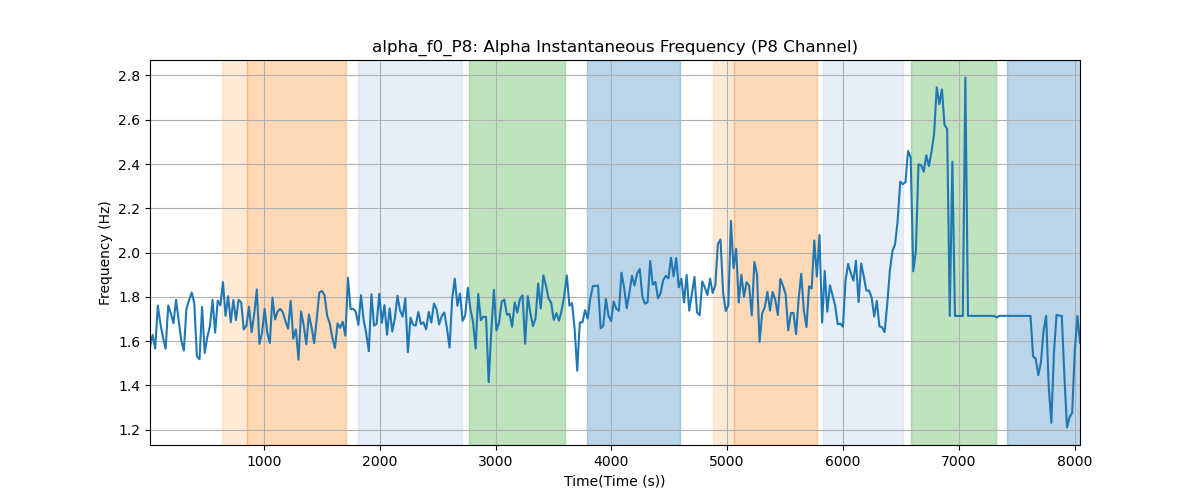 alpha_f0_P8: Alpha Instantaneous Frequency (P8 Channel)
Frequency (Hz)
2.8
2.6
2.4
2.2
2.0
1.8
1.6
1.4
1.2
1000 2000 3000 4000 5000 6000 7000 8000
Time(Time (s))